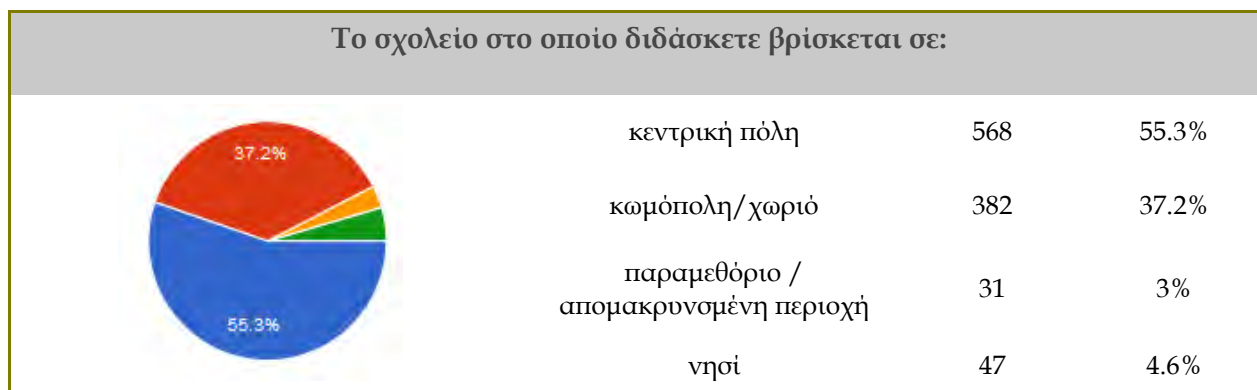 Το σχολείο στο οποίο διδάσκετε βρίσκεται σε:
37.2%
55.3%
κεντρική πόλη 568 55.3%
κωμόπολη/χωριό 382 37.2%
παραμεθόριο /
απομακρυνσμένη περιοχή 31 3%
νησί 47 4.6%